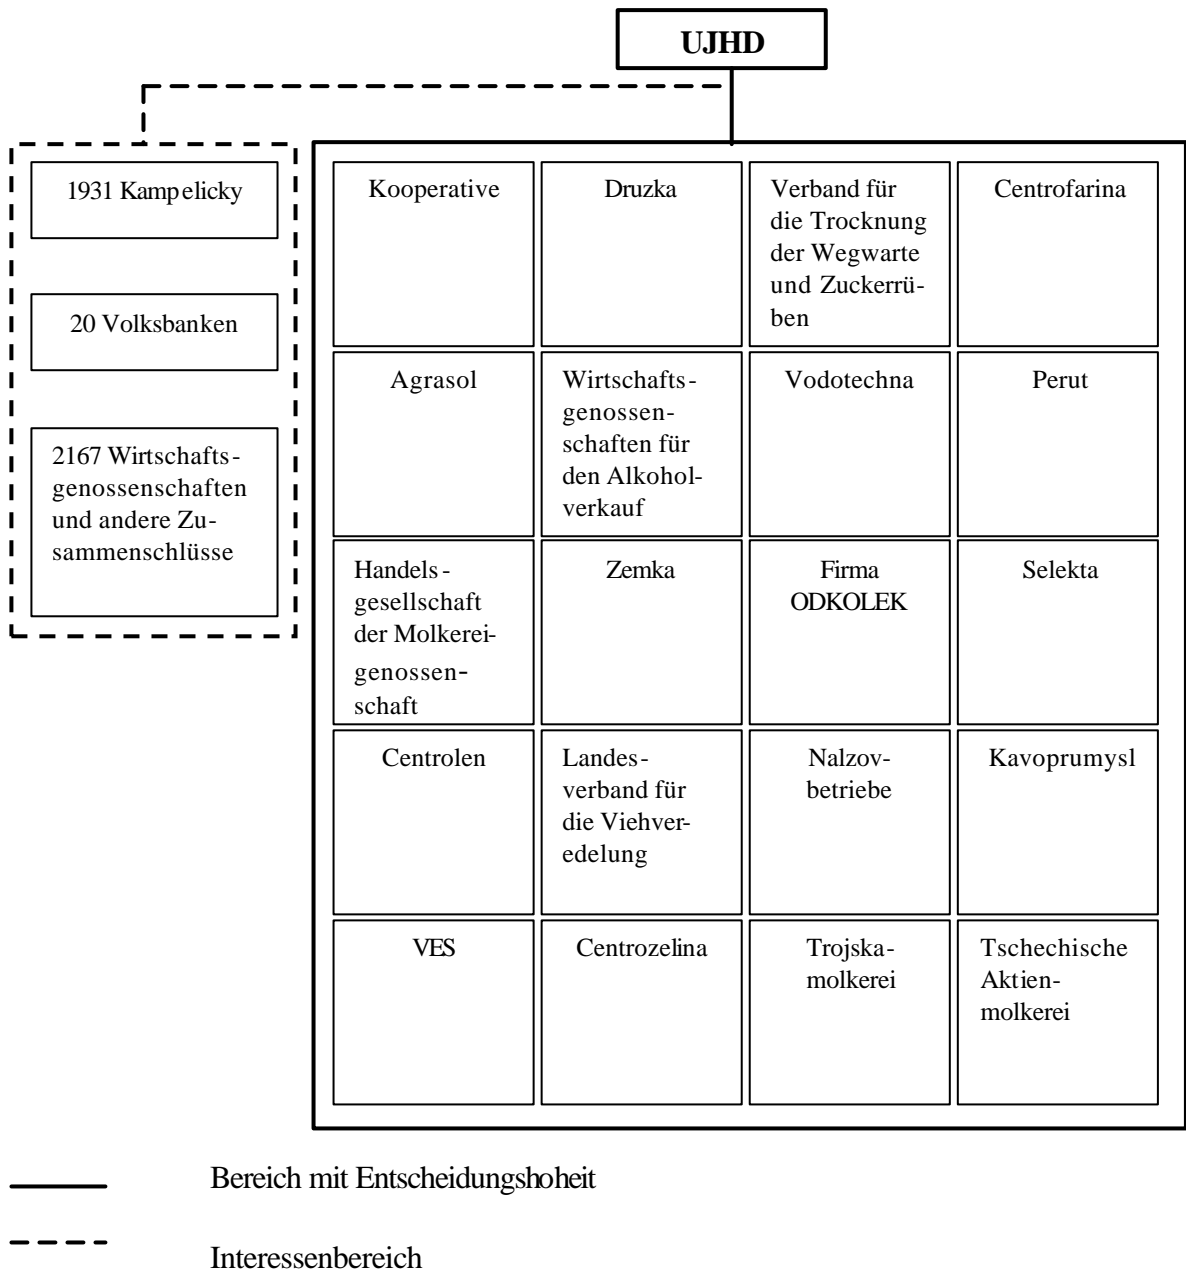 UJHD
1931 Kampelicky
20 Volksbanken
2167 Wirtschafts-
genossenschaften
und andere Zu-
sammenschlüsse
Kooperative
Druzka
Verband für
die Trocknung
der Wegwarte
und Zuckerrü-
ben
Centrofarina
Agrasol
Wirtschafts-
genossen-
schaften für
den Alkohol-
verkauf
Vodotechna
Perut
Handels-
gesellschaft
der Molkerei-
genossen-
schaft
Zemka
Firma
ODKOLEK
Selekta
Centrolen
Landes-
verband für
die Viehver-
edelung
Nalzov-
betriebe
Kavoprumysl
VES
Centrozelina
Trojska-
molkerei
Tschechische
Aktien-
molkerei
Bereich mit Entscheidungshoheit
Interessenbereich